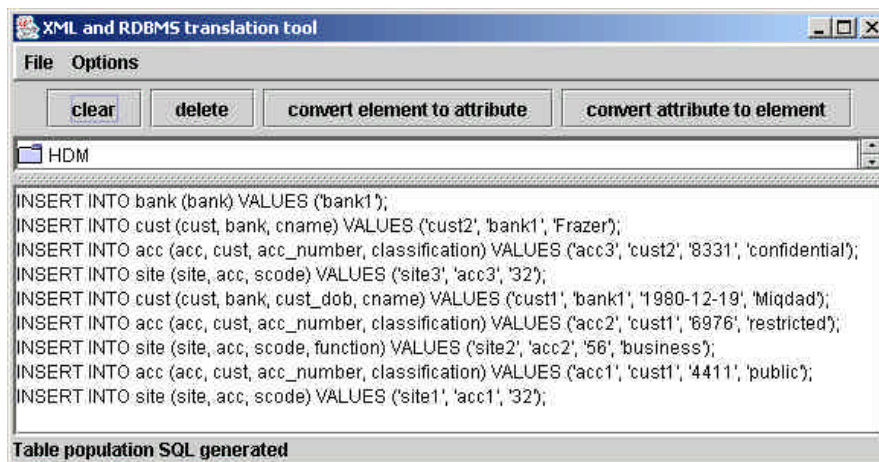 XML and RDBMS translation tool
File Options
clear delete convert element to attribute convert attribute to element
HDM
INSERT INTO bank (bank) VALUES ('bank1');
INSERT INTO cust (cust, bank, cname) VALUES ('cust2', 'bank1', 'Frazer');
INSERT INTO acc (acc, cust, acc_number, classification) VALUES ('acc3', 'cust2', '8331', 'confidential');
INSERT INTO site (site, acc, scode) VALUES ('site3', 'acc3', '32');
INSERT INTO cust (cust, bank, cust_dob, cname) VALUES ('cust1', 'bank1', '1980-12-19', 'Miqdad');
INSERT INTO acc (acc, cust, acc_number, classification) VALUES ('acc2', 'cust1', '6976', 'restricted');
INSERT INTO site (site, acc, scode, function) VALUES ('site2', 'acc2', '56', 'business');
INSERT INTO acc (acc, cust, acc_number, classification) VALUES ('acc1', 'cust1', '4411', 'public');
INSERT INTO site (site, acc, scode) VALUES ('site1', 'acc1', '32');
Table population SQL generated